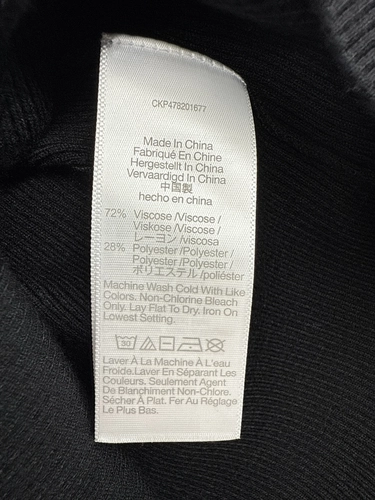 CKP478201677
Made In China
Fabriqué En Chine
Hergestellt In China
Vervaardigd In China
中国製
hecho en china
72% Viscose /Viscose /
Viskose /Viscose /
レーヨン /viscosa
28% Polyester /Polyester /
Polyester /Polyester /
ポリエステル /poliéster
Machine Wash Cold With Like
Colors. Non-Chlorine Bleach
Only. Lay Flat To Dry. Iron On
Lowest Setting.
30
Laver À La Machine À L'eau
Froide.Laver En Séparant Les
Couleurs. Seulement Agent
De Blanchiment Non-Chlore.
Sécher À Plat. Fer Au Réglage
Le Plus Bas.